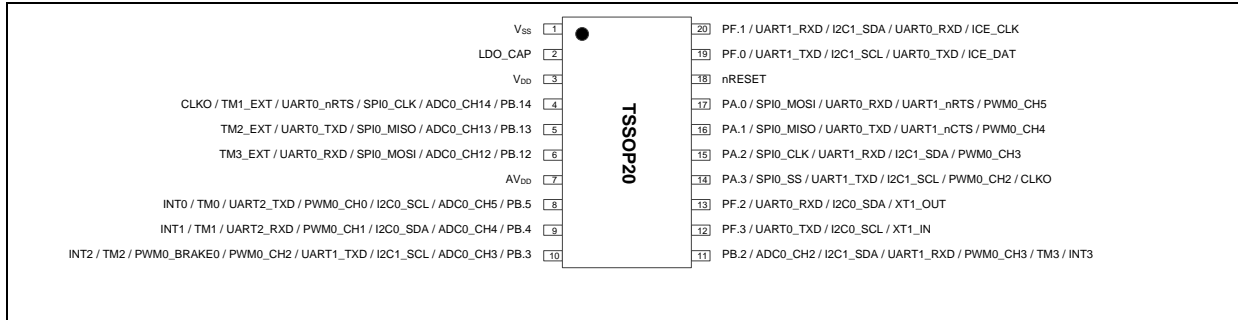 VSS 1
LDO_CAP 2
VDD 3
CLKO / TM1_EXT / UART0_nRTS / SPI0_CLK / ADC0_CH14 / PB.14 4
TM2_EXT / UART0_TXD / SPI0_MISO / ADC0_CH13 / PB.13 5
TM3_EXT / UART0_RXD / SPI0_MOSI / ADC0_CH12 / PB.12 6
AVDD 7
INT0 / TM0 / UART2_TXD / PWM0_CH0 / I2C0_SCL / ADC0_CH5 / PB.5 8
INT1 / TM1 / UART2_RXD / PWM0_CH1 / I2C0_SDA / ADC0_CH4 / PB.4 9
INT2 / TM2 / PWM0_BRAKE0 / PWM0_CH2 / UART1_TXD / I2C1_SCL / ADC0_CH3 / PB.3 10
TSSOP20
20 PF.1 / UART1_RXD / I2C1_SDA / UART0_RXD / ICE_CLK
19 PF.0 / UART1_TXD / I2C1_SCL / UART0_TXD / ICE_DAT
18 nRESET
17 PA.0 / SPI0_MOSI / UART0_RXD / UART1_nRTS / PWM0_CH5
16 PA.1 / SPI0_MISO / UART0_TXD / UART1_nCTS / PWM0_CH4
15 PA.2 / SPI0_CLK / UART1_RXD / I2C1_SDA / PWM0_CH3
14 PA.3 / SPI0_SS / UART1_TXD / I2C1_SCL / PWM0_CH2 / CLKO
13 PF.2 / UART0_RXD / I2C0_SDA / XT1_OUT
12 PF.3 / UART0_TXD / I2C0_SCL / XT1_IN
11 PB.2 / ADC0_CH2 / I2C1_SDA / UART1_RXD / PWM0_CH3 / TM3 / INT3